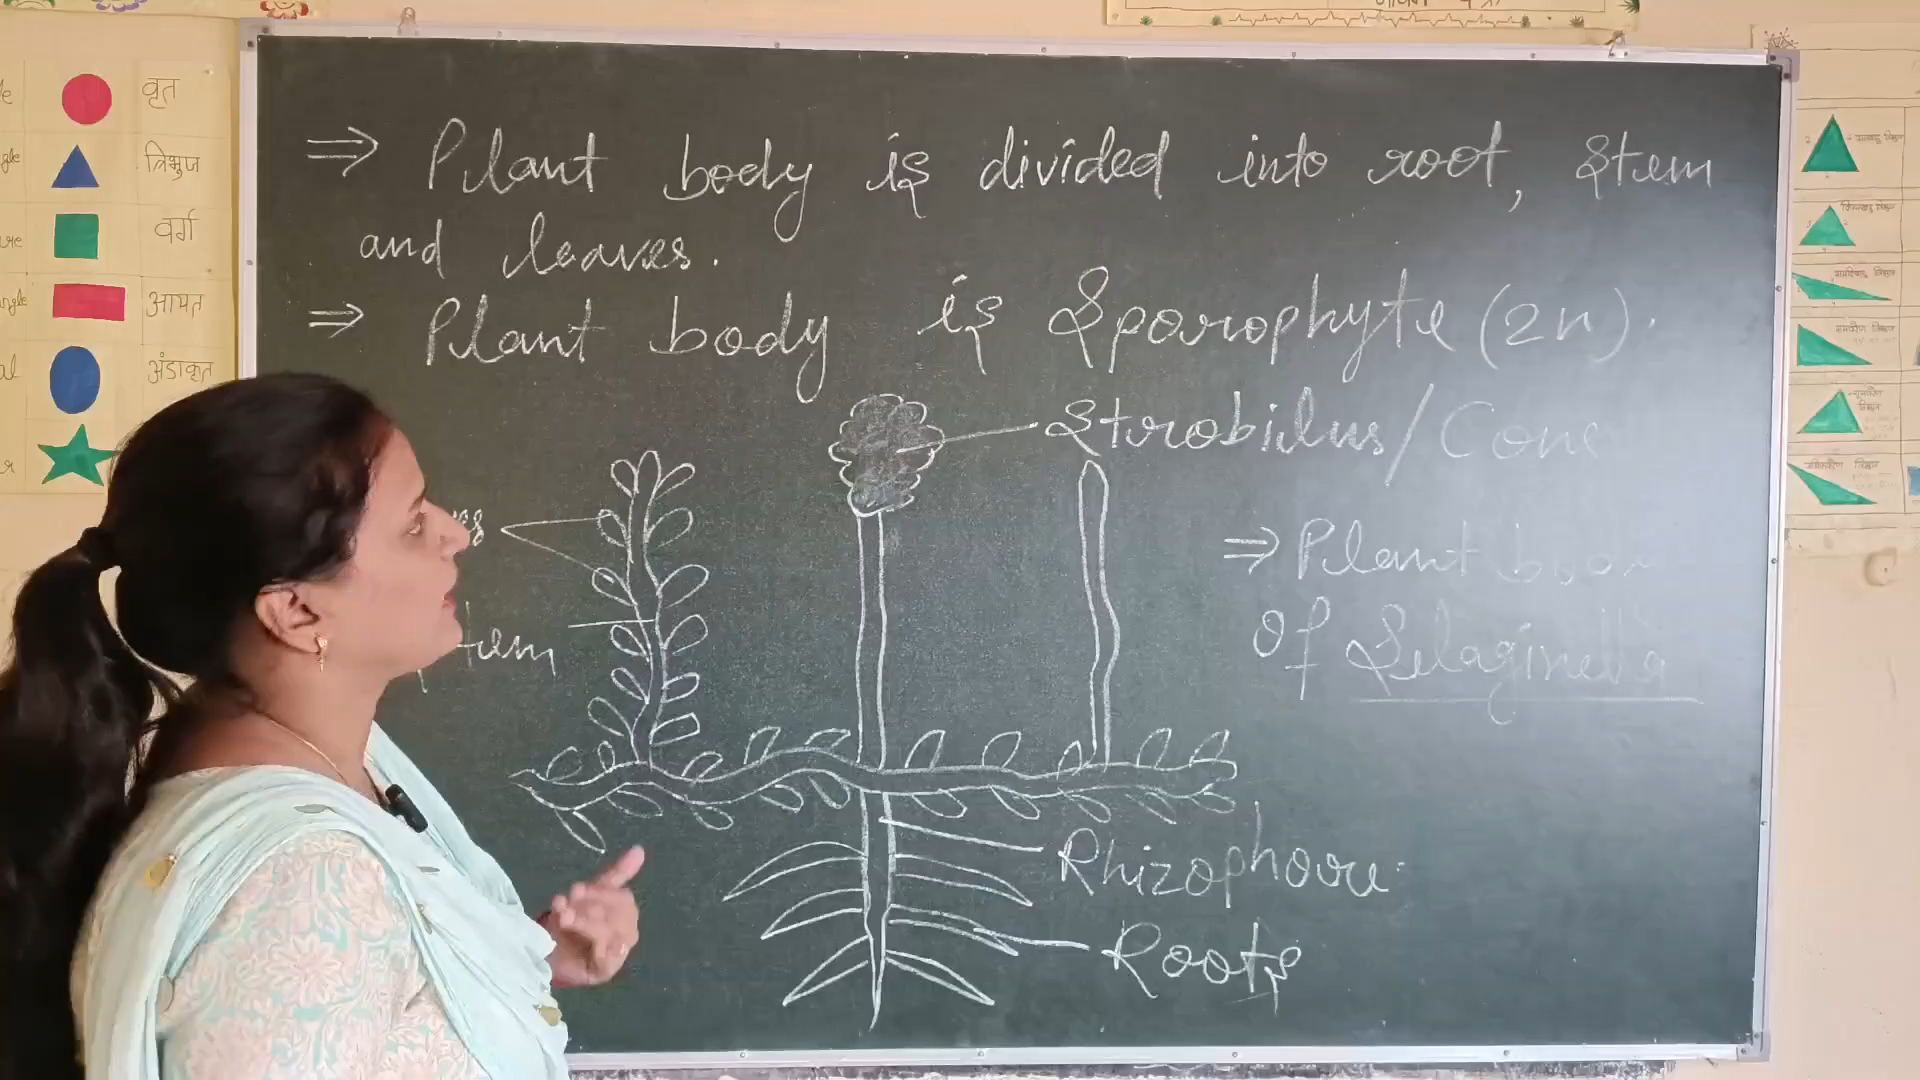 वृत
त्रिभुज
वर्ग
आयत
अंडाकृत
⇒ Plant body is divided into root, stem
and leaves.
⇒ Plant body is Sporophyte (2n).
Strobilus/Cone
⇒ Plant body
Of Selaginella
Stem
Rhizophore
Roots